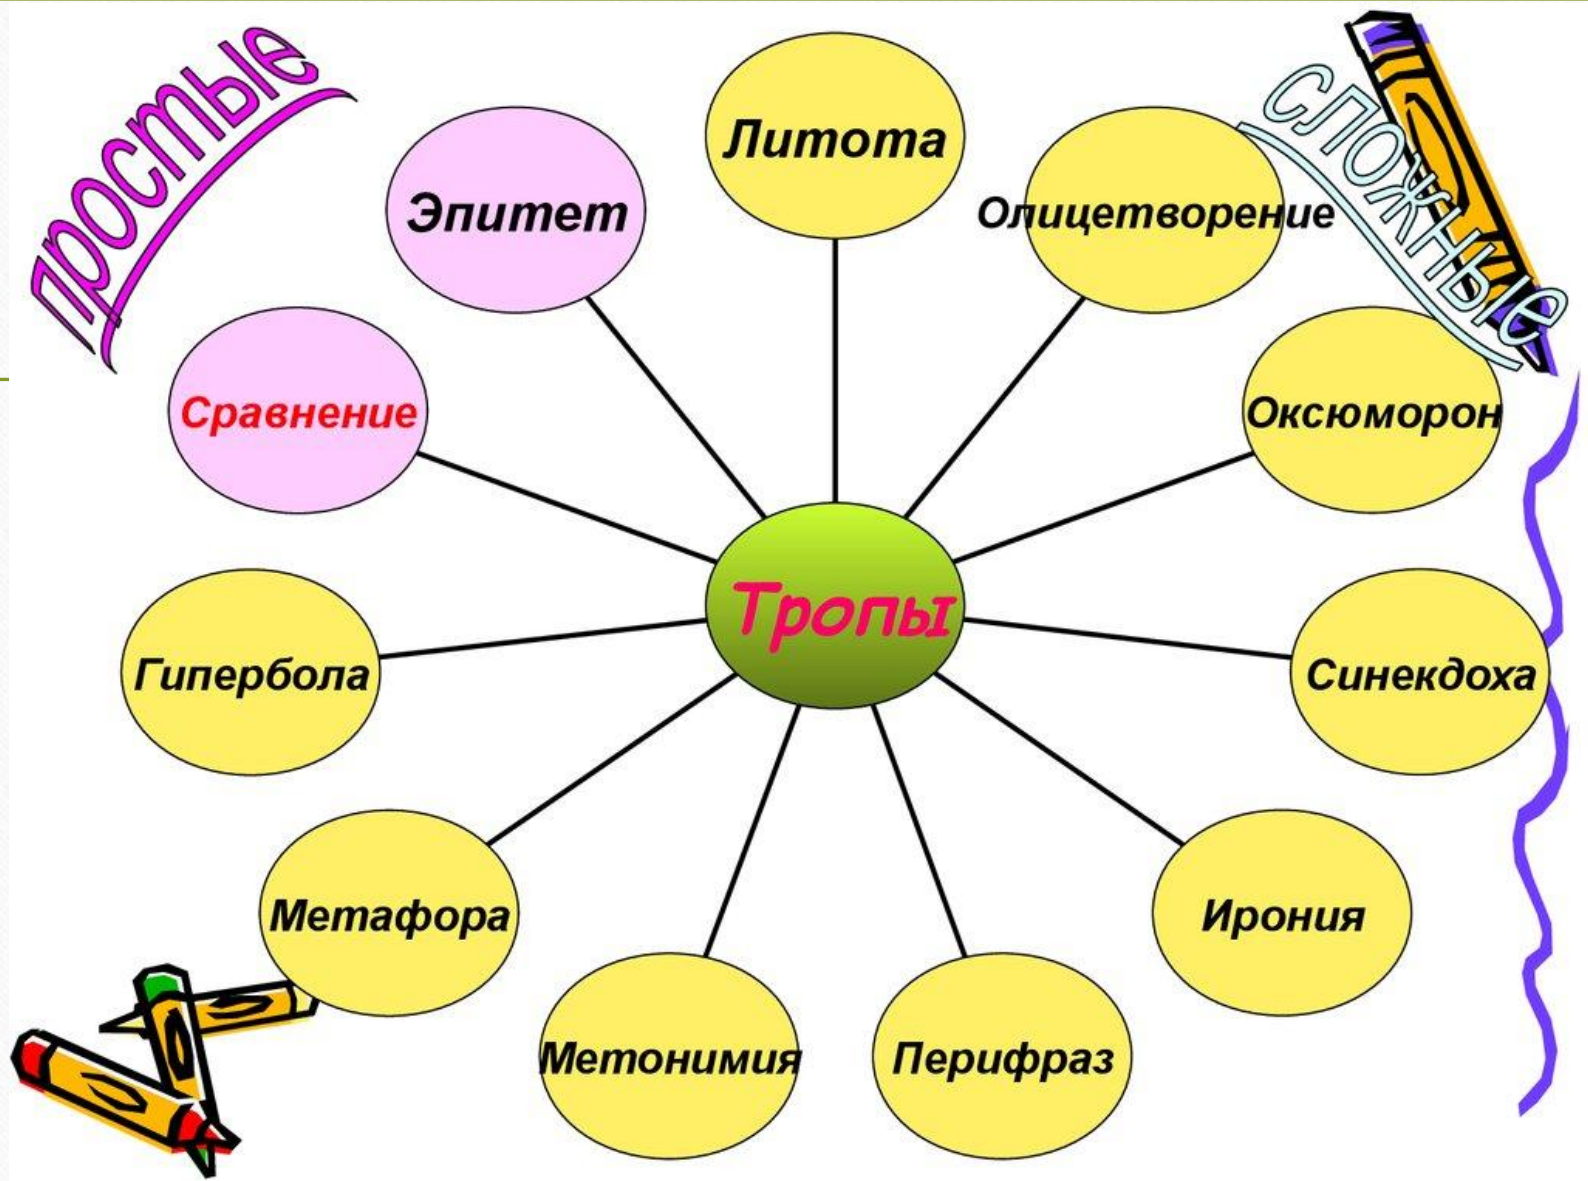 простые
сложные
Литота
Эпитет
Олицетворение
Сравнение
Оксюморон
Тропы
Гипербола
Синекдоха
Метафора
Ирония
Метонимия
Перифраз